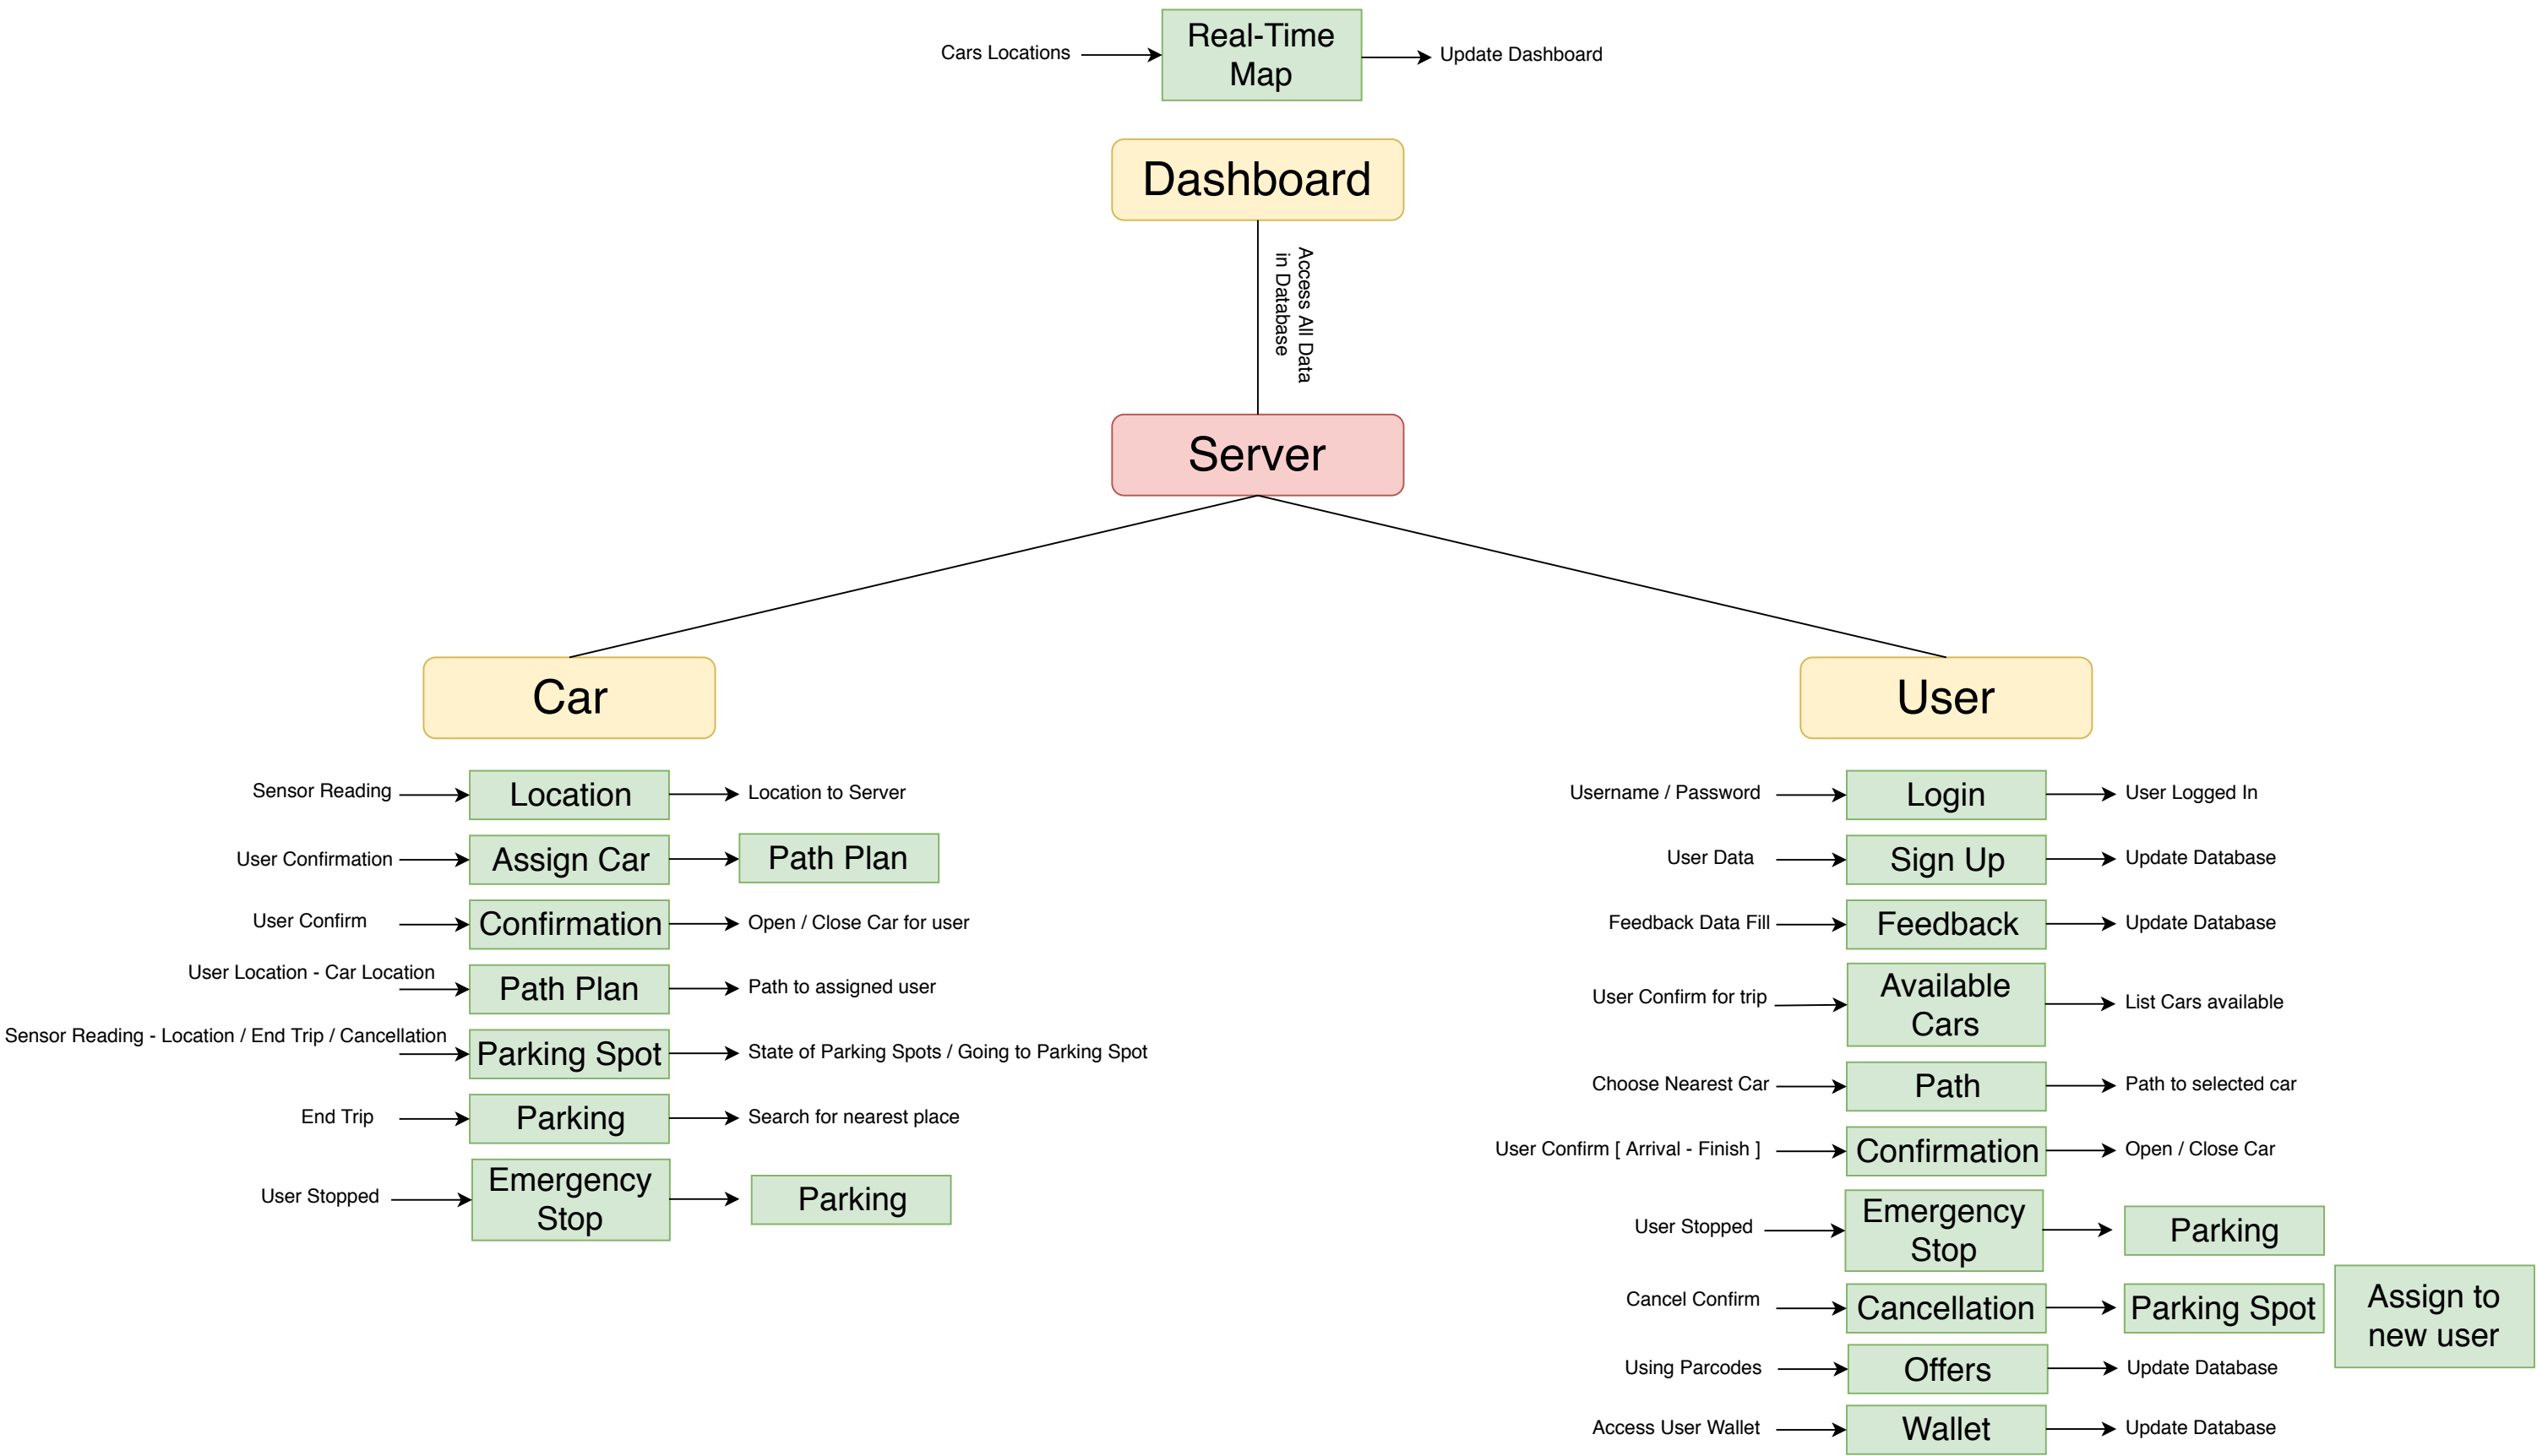 Cars Locations
Real-Time
Map
Update Dashboard
Dashboard
Access All Data
in Database
Server
Car
User
Sensor Reading
Location
Location to Server
User Confirmation
Assign Car
Path Plan
User Confirm
Confirmation
Open / Close Car for user
User Location - Car Location
Path Plan
Path to assigned user
Sensor Reading - Location / End Trip / Cancellation
Parking Spot
State of Parking Spots / Going to Parking Spot
End Trip
Parking
Search for nearest place
User Stopped
Emergency
Stop
Parking
Username / Password
Login
User Logged In
User Data
Sign Up
Update Database
Feedback Data Fill
Feedback
Update Database
User Confirm for trip
Available
Cars
List Cars available
Choose Nearest Car
Path
Path to selected car
User Confirm [ Arrival - Finish ]
Confirmation
Open / Close Car
User Stopped
Emergency
Stop
Parking
Cancel Confirm
Cancellation
Parking Spot
Assign to
new user
Using Parcodes
Offers
Update Database
Access User Wallet
Wallet
Update Database